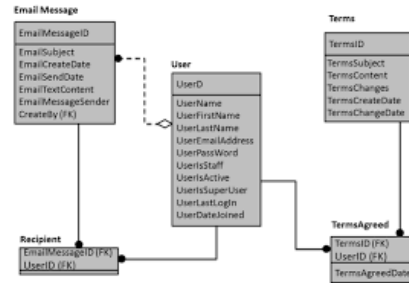 Email Message
EmailMessageID
EmailSubject
EmailCreateDate
EmailSendDate
EmailTextContent
EmailMessageSender
CreateBy (FK)
User
UserD
UserName
UserFirstName
UserLastName
UserEmailAddress
UserPassWord
UserIsStaff
UserIsActive
UserIsSuperUser
UserLastLogIn
UserDateJoined
Terms
TermsID
TermsSubject
TermsContent
TermsChanges
TermsCreateDate
TermsChangeDate
Recipient
EmailMessageID (FK)
UserID (FK)
TermsAgreed
TermsID (FK)
UserID (FK)
TermsAgreedDate